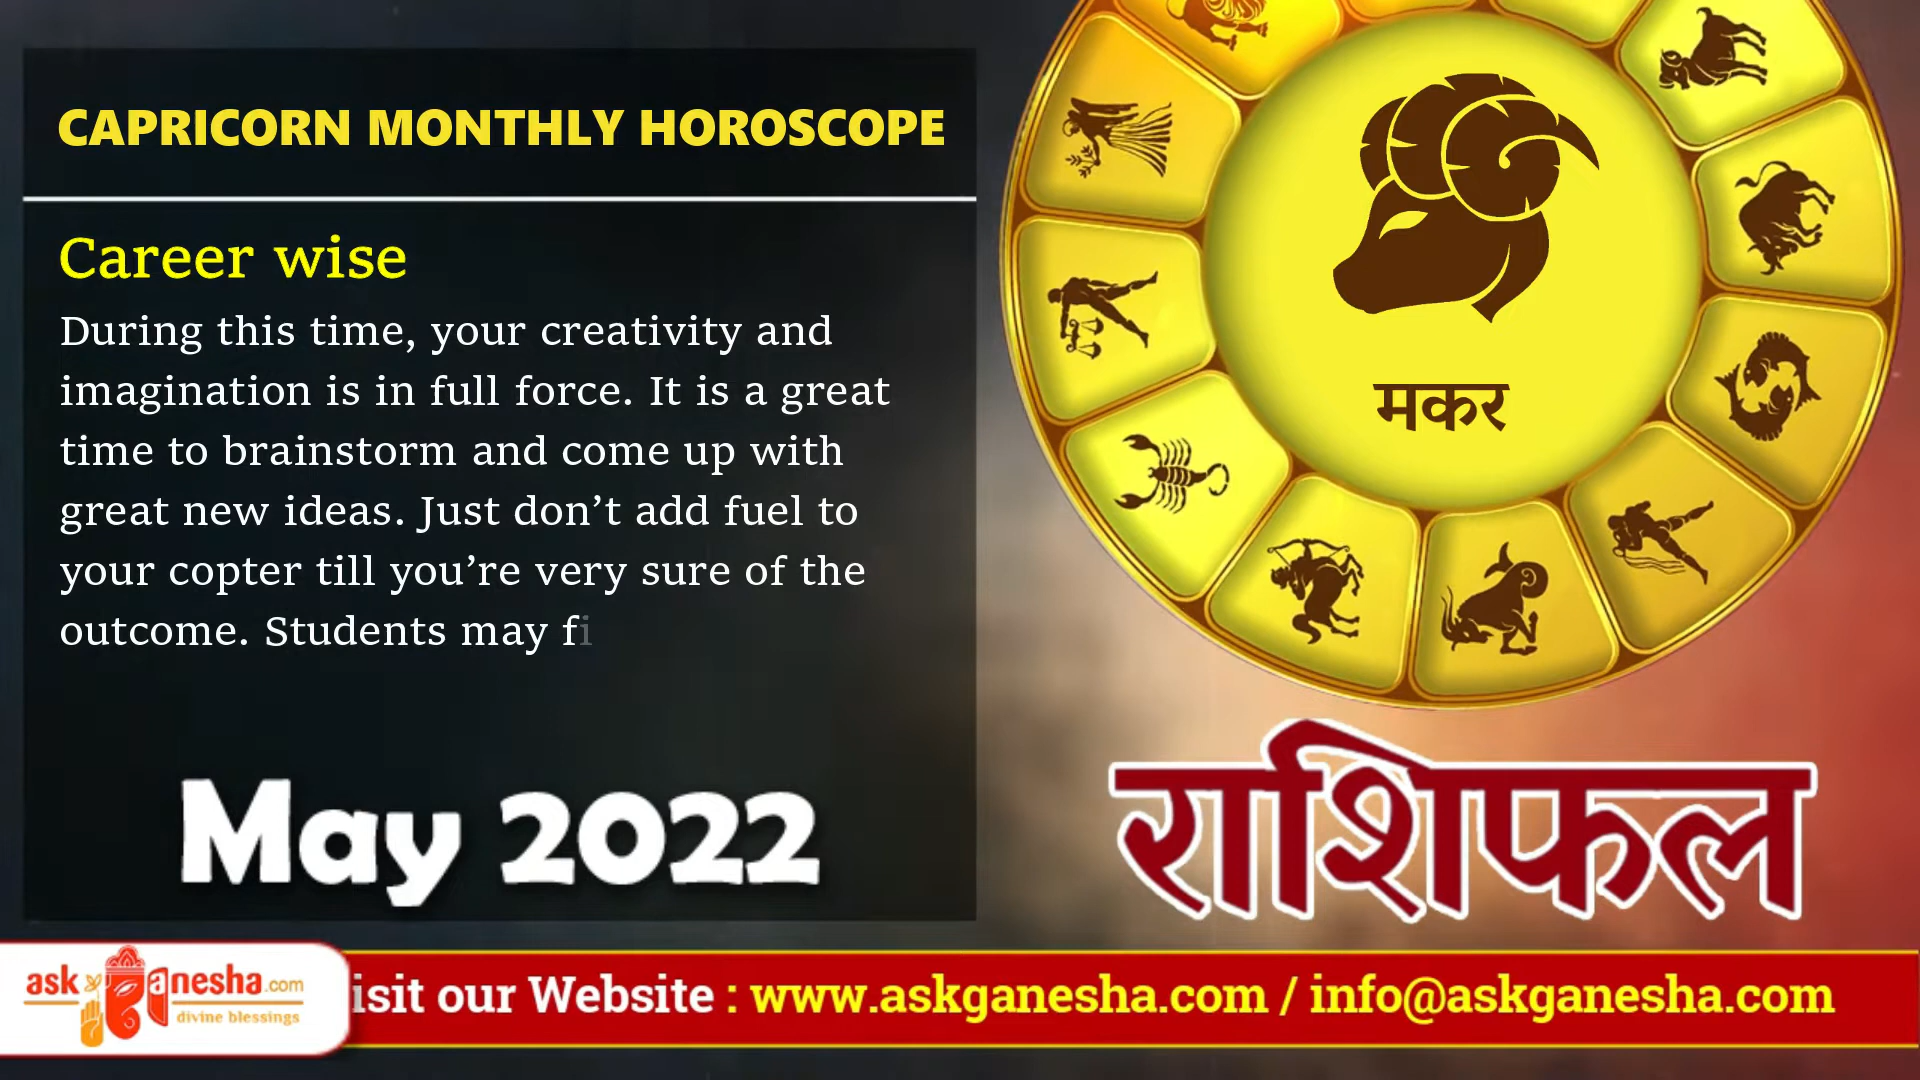 CAPRICORN MONTHLY HOROSCOPE
Career wise
During this time, your creativity and
imagination is in full force. It is a great
time to brainstorm and come up with
great new ideas. Just don’t add fuel to
your copter till you’re very sure of the
outcome. Students may fi
May 2022
मकर
राशिफल
ask ganesha.com
divine blessings
isit our Website : www.askganesha.com / info@askganesha.com